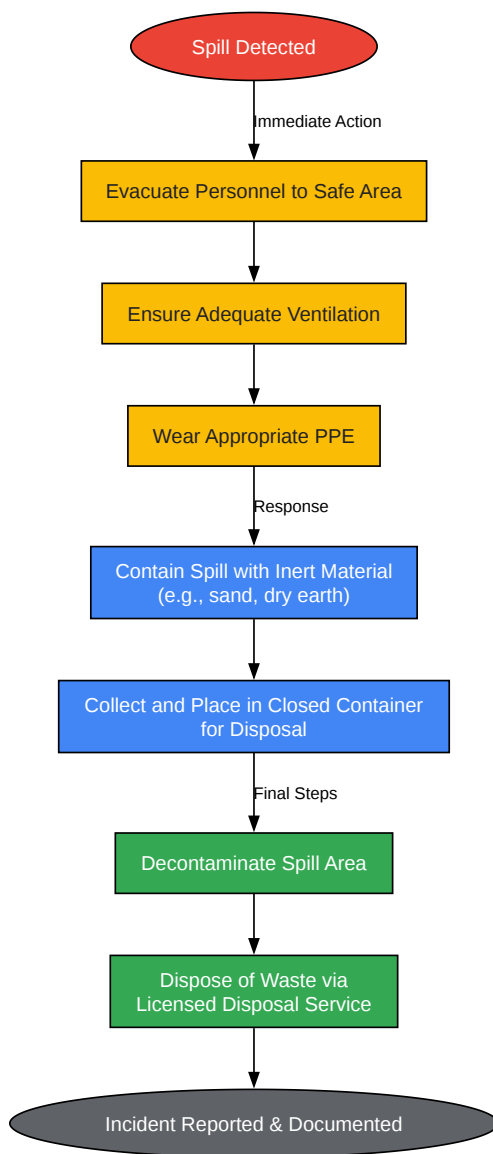 Spill Detected
Immediate Action
Evacuate Personnel to Safe Area
Ensure Adequate Ventilation
Wear Appropriate PPE
Response
Contain Spill with Inert Material
(e.g., sand, dry earth)
Collect and Place in Closed Container
for Disposal
Final Steps
Decontaminate Spill Area
Dispose of Waste via
Licensed Disposal Service
Incident Reported & Documented